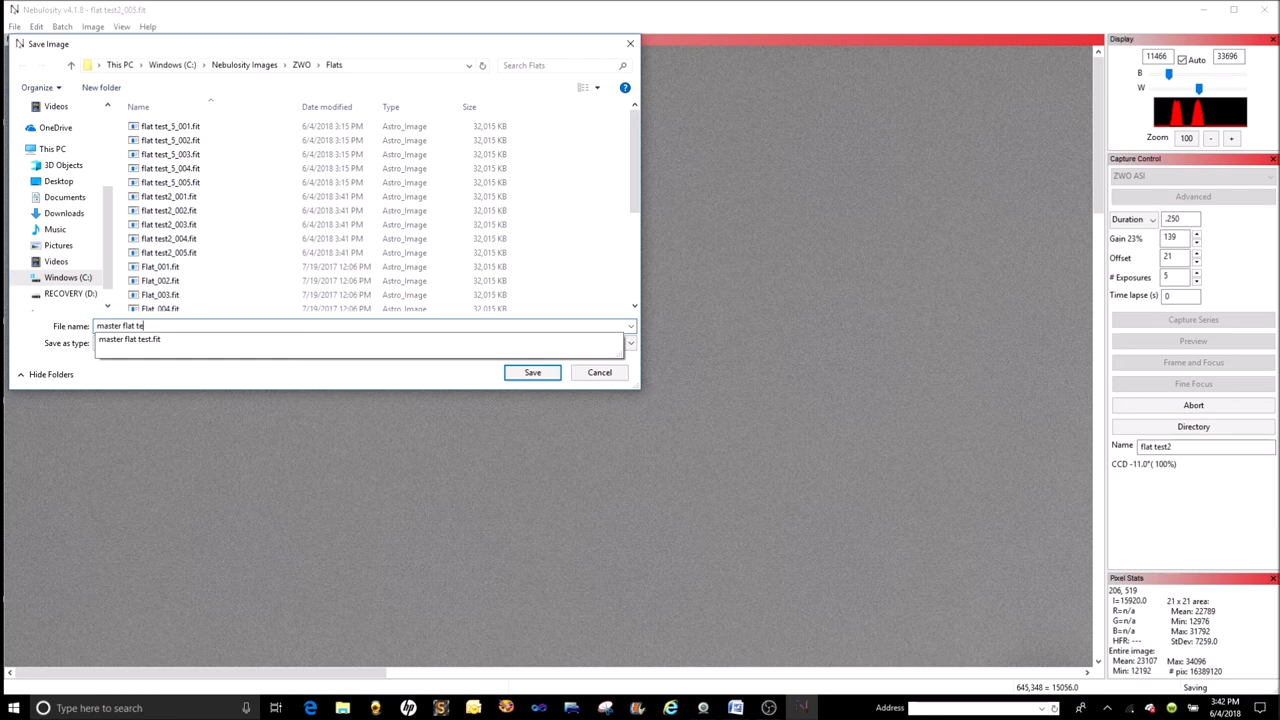 Nebulosity v4.1.8 - flat test2_005.fit
File Edit Batch Image View Help
Save Image
This PC > Windows (C:) > Nebulosity Images > ZWO > Flats
Search Flats
Organize New folder
Name Date modified Type Size
Videos
OneDrive
This PC
3D Objects
Desktop
Documents
Downloads
Music
Pictures
Videos
Windows (C:)
RECOVERY (D:)
flat test_5_001.fit 6/4/2018 3:15 PM Astro_Image 32,015 KB
flat test_5_002.fit 6/4/2018 3:15 PM Astro_Image 32,015 KB
flat test_5_003.fit 6/4/2018 3:15 PM Astro_Image 32,015 KB
flat test_5_004.fit 6/4/2018 3:15 PM Astro_Image 32,015 KB
flat test_5_005.fit 6/4/2018 3:15 PM Astro_Image 32,015 KB
flat test2_001.fit 6/4/2018 3:41 PM Astro_Image 32,015 KB
flat test2_002.fit 6/4/2018 3:41 PM Astro_Image 32,015 KB
flat test2_003.fit 6/4/2018 3:41 PM Astro_Image 32,015 KB
flat test2_004.fit 6/4/2018 3:41 PM Astro_Image 32,015 KB
flat test2_005.fit 6/4/2018 3:41 PM Astro_Image 32,015 KB
Flat_001.fit 7/19/2017 12:06 PM Astro_Image 32,015 KB
Flat_002.fit 7/19/2017 12:06 PM Astro_Image 32,015 KB
Flat_003.fit 7/19/2017 12:06 PM Astro_Image 32,015 KB
Flat_004.fit 7/19/2017 12:06 PM Astro_Image 32,015 KB
File name: master flat te
master flat test.fit
Save as type:
Hide Folders Save Cancel
Display
11466 Auto 33696
B
W
Zoom 100 - +
Capture Control
ZWO ASI
Advanced
Duration .250
Gain 23% 139
Offset 21
# Exposures 5
Time lapse (s) 0
Capture Series
Preview
Frame and Focus
Fine Focus
Abort
Directory
Name flat test2
CCD -11.0°( 100%)
Pixel Stats
206, 519
I=15920.0 21 x 21 area:
R=n/a Mean: 22789
G=n/a Min: 12976
B=n/a Max: 31792
HFR: --- StDev: 7259.0
Entire image:
Mean: 23107 Max: 34096
Min: 12192 # pix: 16389120
645,348 = 15056.0 Saving
Type here to search
Address
3:42 PM
6/4/2018